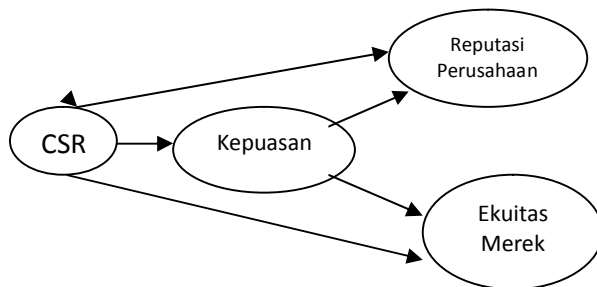 Reputasi
Perusahaan
CSR
Kepuasan
Ekuitas
Merek